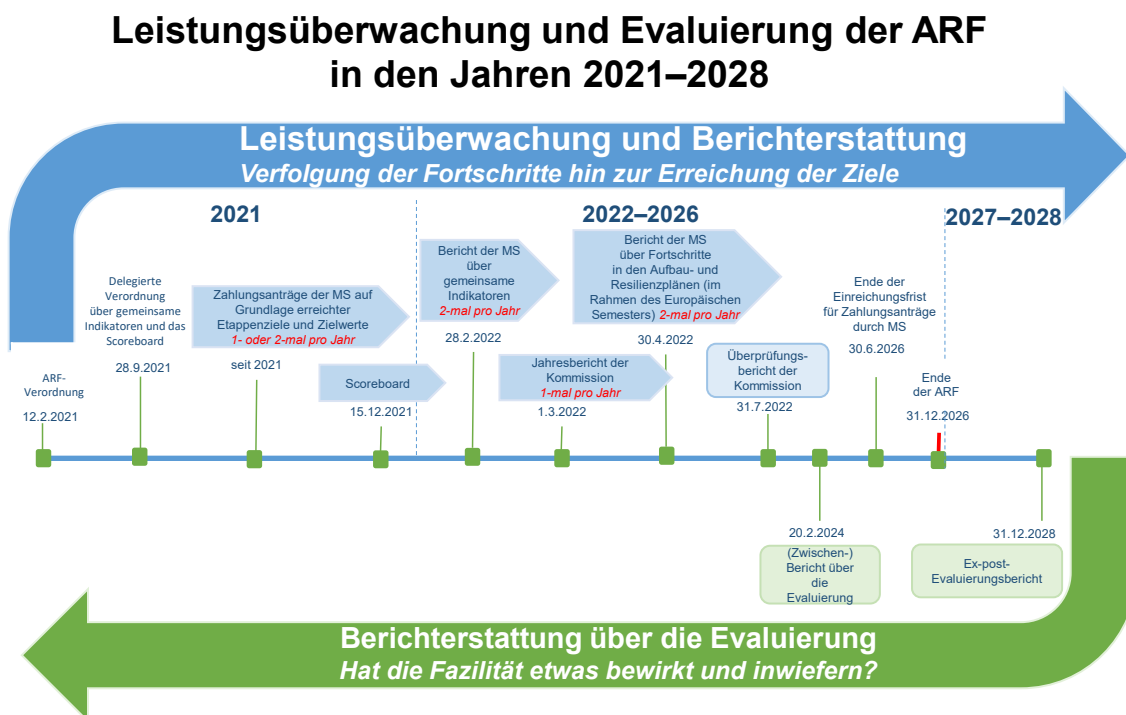 Leistungsüberwachung und Evaluierung der ARF
in den Jahren 2021–2028
Leistungsüberwachung und Berichterstattung
Verfolgung der Fortschritte hin zur Erreichung der Ziele
2021
2022–2026
2027–2028
ARF-
Verordnung
12.2.2021
Delegierte
Verordnung
über gemeinsame
Indikatoren und das
Scoreboard
28.9.2021
Zahlungsanträge der MS auf
Grundlage erreichter
Etappenziele und Zielwerte
1- oder 2-mal pro Jahr
seit 2021
Scoreboard
15.12.2021
Bericht der MS
über
gemeinsame
Indikatoren
2-mal pro Jahr
28.2.2022
Jahresbericht der
Kommission
1-mal pro Jahr
1.3.2022
Bericht der MS
über Fortschritte
in den Aufbau- und
Resilienzplänen (im
Rahmen des Europäischen
Semesters) 2-mal pro Jahr
30.4.2022
Überprüfungs-
bericht der
Kommission
31.7.2022
Ende der
Einreichungsfrist
für Zahlungsanträge
durch MS
30.6.2026
Ende
der ARF
31.12.2026
20.2.2024
(Zwischen-)
Bericht über
die
Evaluierung
31.12.2028
Ex-post-
Evaluierungsbericht
Berichterstattung über die Evaluierung
Hat die Fazilität etwas bewirkt und inwiefern?